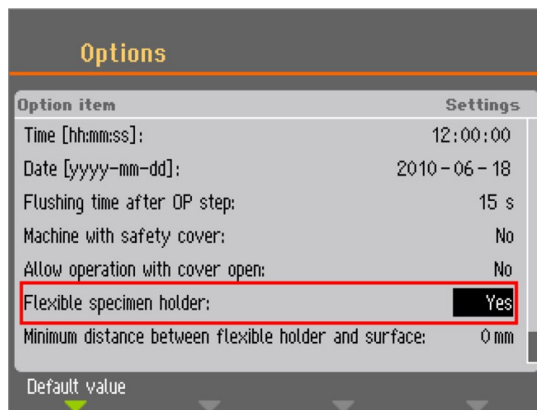 Options
Option item Settings
Time [hh:mm:ss]: 12:00:00
Date [yyyy-mm-dd]: 2010-06-18
Flushing time after OP step: 15 s
Machine with safety cover: No
Allow operation with cover open: No
Flexible specimen holder: Yes
Minimum distance between flexible holder and surface: 0 mm
Default value